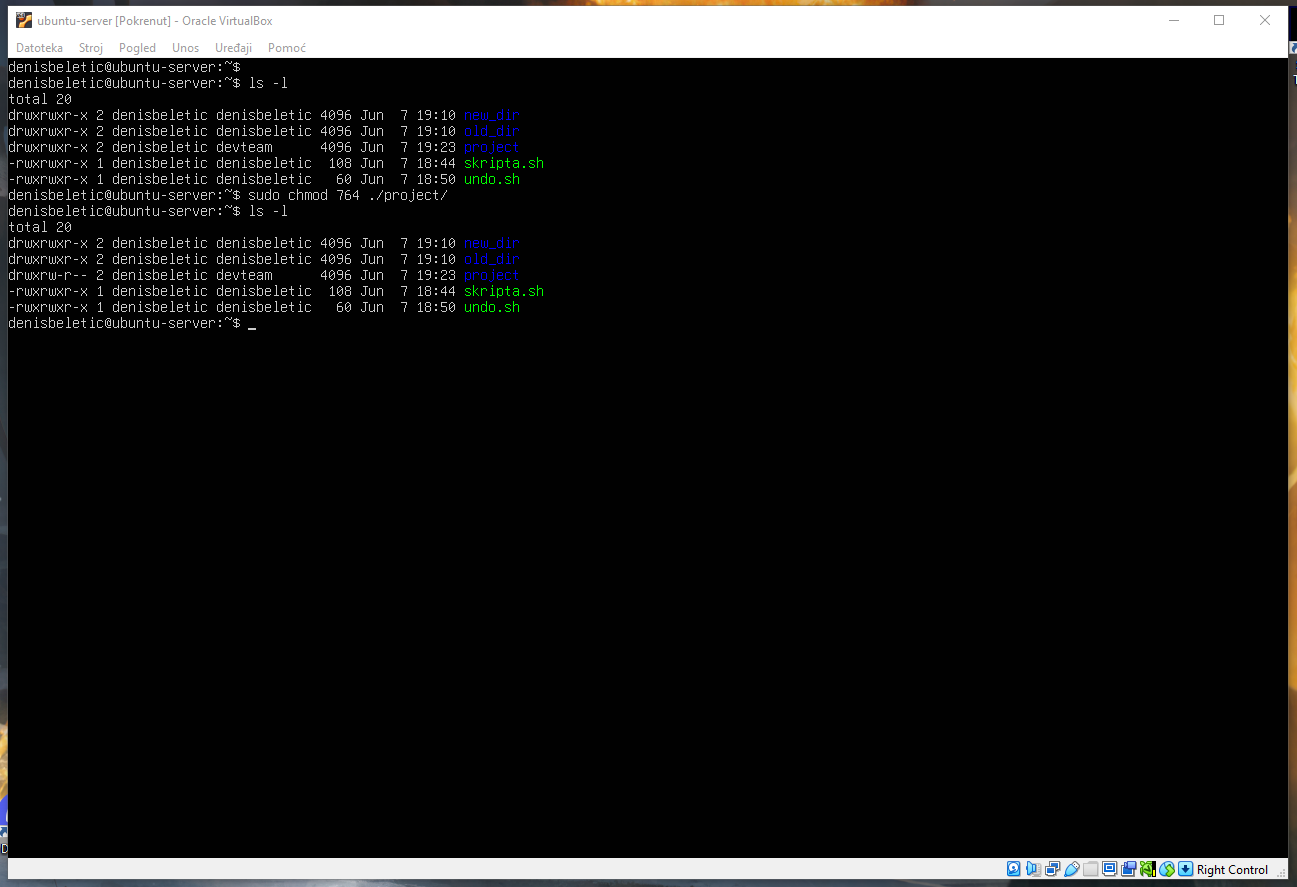 ubuntu-server [Pokrenut] - Oracle VirtualBox
Datoteka Stroj Pogled Unos Uređaji Pomoć
denisbeletic@ubuntu-server:~$
denisbeletic@ubuntu-server:~$ ls -l
total 20
drwxrwxr-x 2 denisbeletic denisbeletic 4096 Jun  7 19:10 new_dir
drwxrwxr-x 2 denisbeletic denisbeletic 4096 Jun  7 19:10 old_dir
drwxrwxr-x 2 denisbeletic devteam      4096 Jun  7 19:23 project
-rwxrwxr-x 1 denisbeletic denisbeletic  108 Jun  7 18:44 skripta.sh
-rwxrwxr-x 1 denisbeletic denisbeletic   60 Jun  7 18:50 undo.sh
denisbeletic@ubuntu-server:~$ sudo chmod 764 ./project/
denisbeletic@ubuntu-server:~$ ls -l
total 20
drwxrwxr-x 2 denisbeletic denisbeletic 4096 Jun  7 19:10 new_dir
drwxrwxr-x 2 denisbeletic denisbeletic 4096 Jun  7 19:10 old_dir
drwxrw-r-- 2 denisbeletic devteam      4096 Jun  7 19:23 project
-rwxrwxr-x 1 denisbeletic denisbeletic  108 Jun  7 18:44 skripta.sh
-rwxrwxr-x 1 denisbeletic denisbeletic   60 Jun  7 18:50 undo.sh
denisbeletic@ubuntu-server:~$ _
Right Control